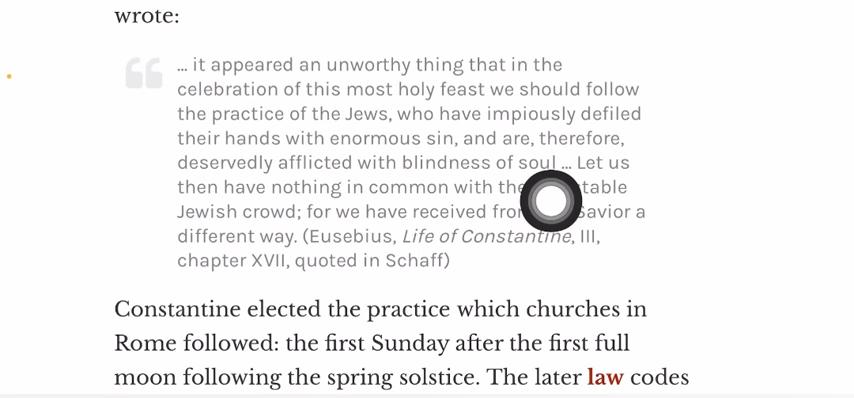 wrote:
… it appeared an unworthy thing that in the
celebration of this most holy feast we should follow
the practice of the Jews, who have impiously defiled
their hands with enormous sin, and are, therefore,
deservedly afflicted with blindness of soul … Let us
then have nothing in common with the
Jewish crowd; for we have received Savior a
different way. (Eusebius, Life of Constantine, III,
chapter XVII, quoted in Schaff)
Constantine elected the practice which churches in
Rome followed: the first Sunday after the first full
moon following the spring solstice. The later law codes